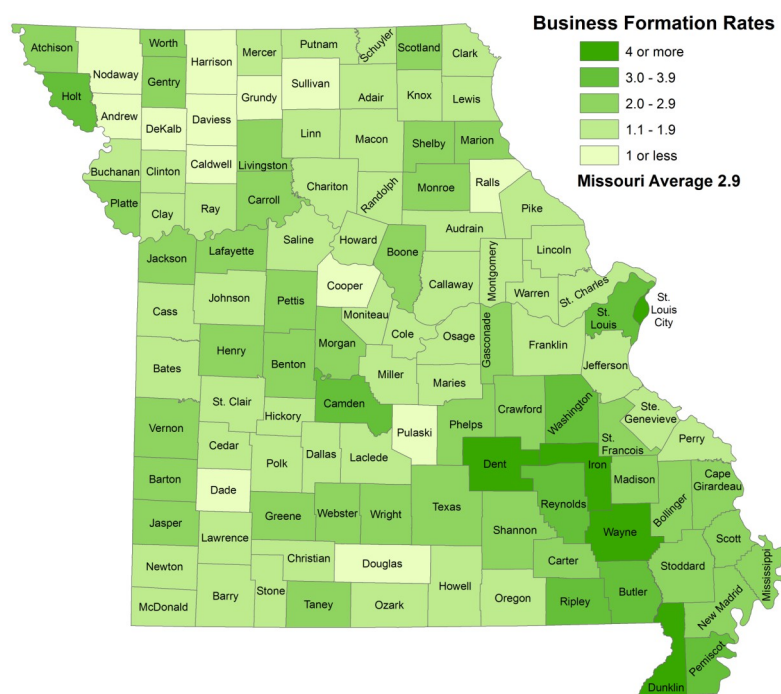 Business Formation Rates
4 or more
3.0 - 3.9
2.0 - 2.9
1.1 - 1.9
1 or less
Missouri Average 2.9
Atchison
Nodaway
Worth
Harrison
Mercer
Putnam
Schuyler
Scotland
Clark
Holt
Andrew
Gentry
DeKalb
Daviess
Grundy
Sullivan
Adair
Knox
Lewis
Buchanan
Clinton
Caldwell
Livingston
Linn
Macon
Shelby
Marion
Platte
Clay
Ray
Carroll
Chariton
Randolph
Monroe
Ralls
Pike
Audrain
Jackson
Lafayette
Saline
Howard
Boone
Callaway
Montgomery
Lincoln
Warren
St. Charles
St.
Louis
St.
Louis
City
Cass
Johnson
Pettis
Cooper
Moniteau
Cole
Osage
Gasconade
Franklin
Jefferson
Bates
Henry
Benton
Morgan
Miller
Maries
Camden
Vernon
St. Clair
Hickory
Cedar
Polk
Dallas
Laclede
Pulaski
Phelps
Crawford
Washington
Ste.
Genevieve
St.
Francois
Perry
Barton
Dade
Dent
Iron
Madison
Bollinger
Cape
Girardeau
Jasper
Greene
Webster
Wright
Texas
Reynolds
Wayne
Shannon
Lawrence
Christian
Douglas
Carter
Stoddard
Scott
Mississippi
Newton
McDonald
Barry
Stone
Taney
Ozark
Howell
Oregon
Ripley
Butler
New Madrid
Pemiscot
Dunklin